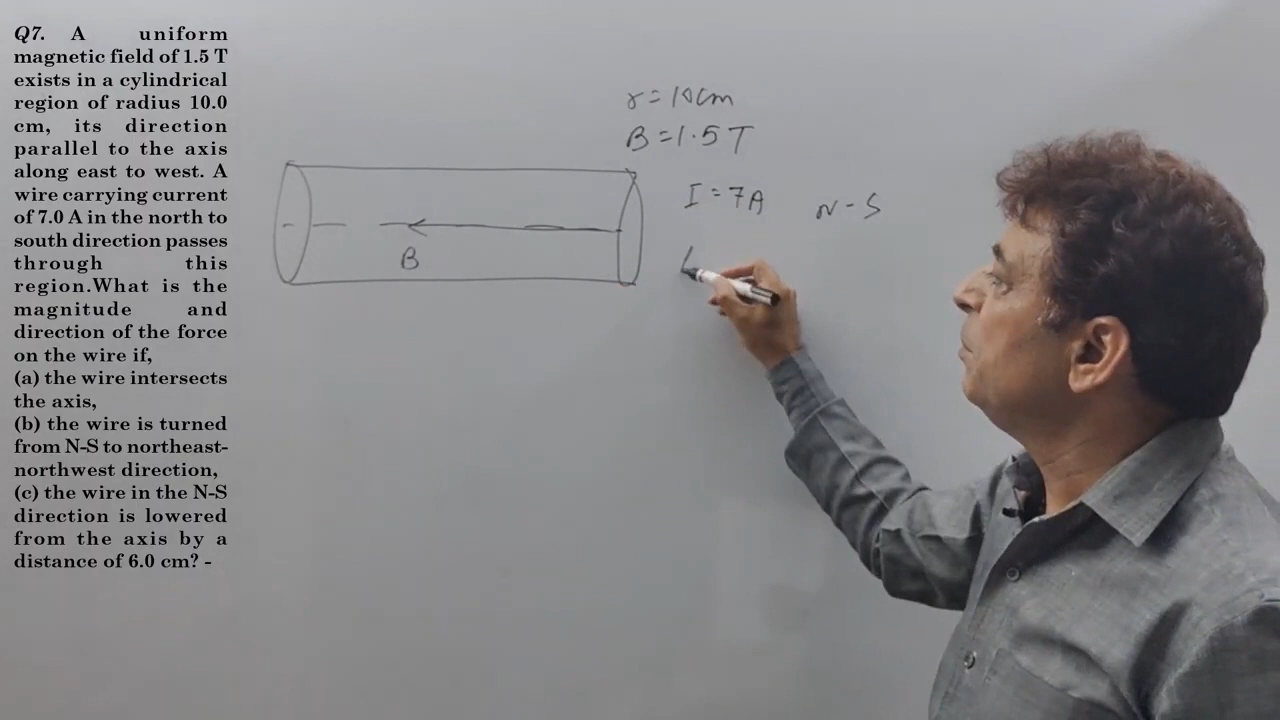 Q7. A uniform
magnetic field of 1.5 T
exists in a cylindrical
region of radius 10.0
cm, its direction
parallel to the axis
along east to west. A
wire carrying current
of 7.0 A in the north to
south direction passes
through this
region.What is the
magnitude and
direction of the force
on the wire if,
(a) the wire intersects
the axis,
(b) the wire is turned
from N-S to northeast-
northwest direction,
(c) the wire in the N-S
direction is lowered
from the axis by a
distance of 6.0 cm? -
r = 10cm
B = 1.5 T
I = 7A N - S
B